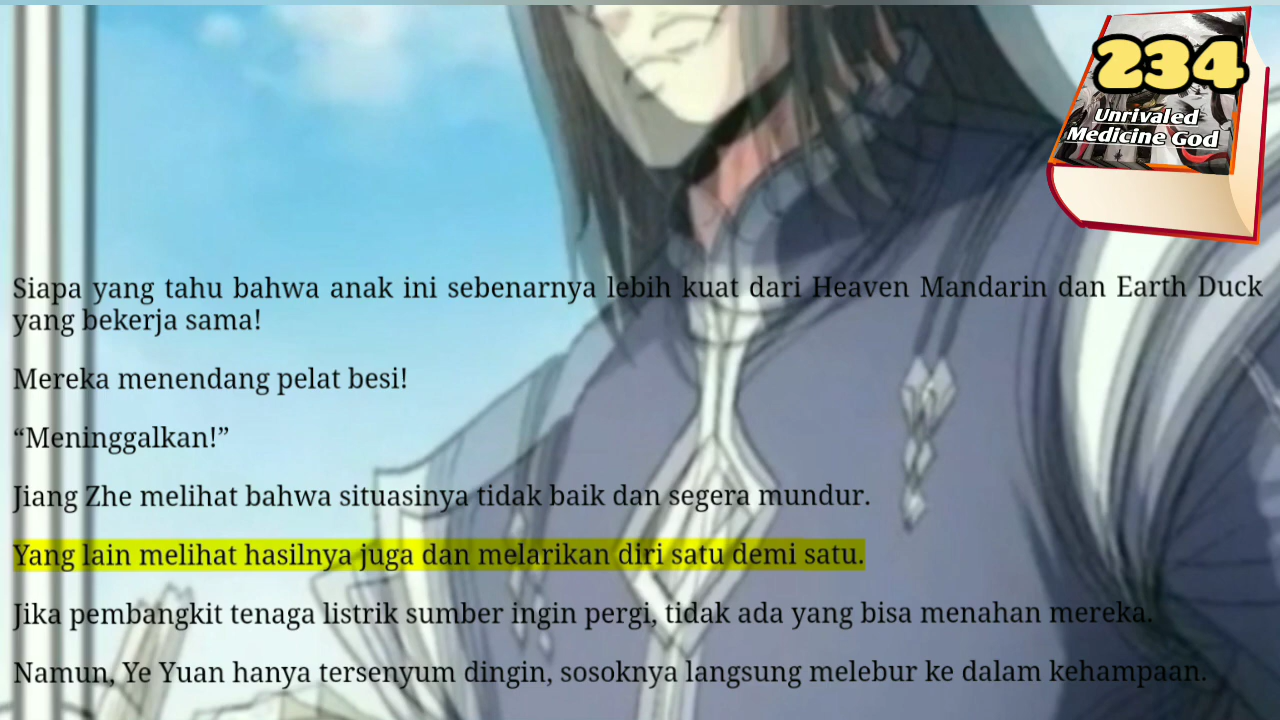 234
Unrivaled
Medicine God
Siapa yang tahu bahwa anak ini sebenarnya lebih kuat dari Heaven Mandarin dan Earth Duck
yang bekerja sama!
Mereka menendang pelat besi!
“Meninggalkan!”
Jiang Zhe melihat bahwa situasinya tidak baik dan segera mundur.
Yang lain melihat hasilnya juga dan melarikan diri satu demi satu.
Jika pembangkit tenaga listrik sumber ingin pergi, tidak ada yang bisa menahan mereka.
Namun, Ye Yuan hanya tersenyum dingin, sosoknya langsung melebur ke dalam kehampaan.